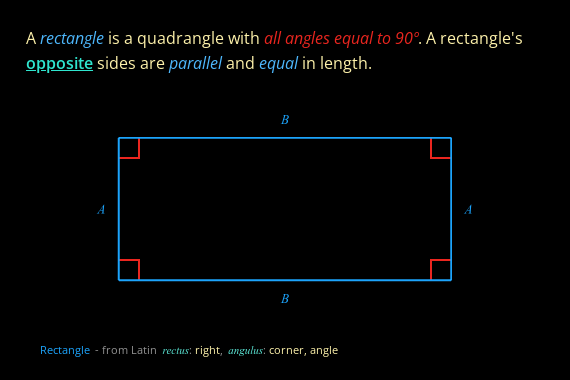 A rectangle is a quadrangle with all angles equal to 90°. A rectangle's
opposite sides are parallel and equal in length.
B
A
A
B
Rectangle - from Latin rectus: right, angulus: corner, angle